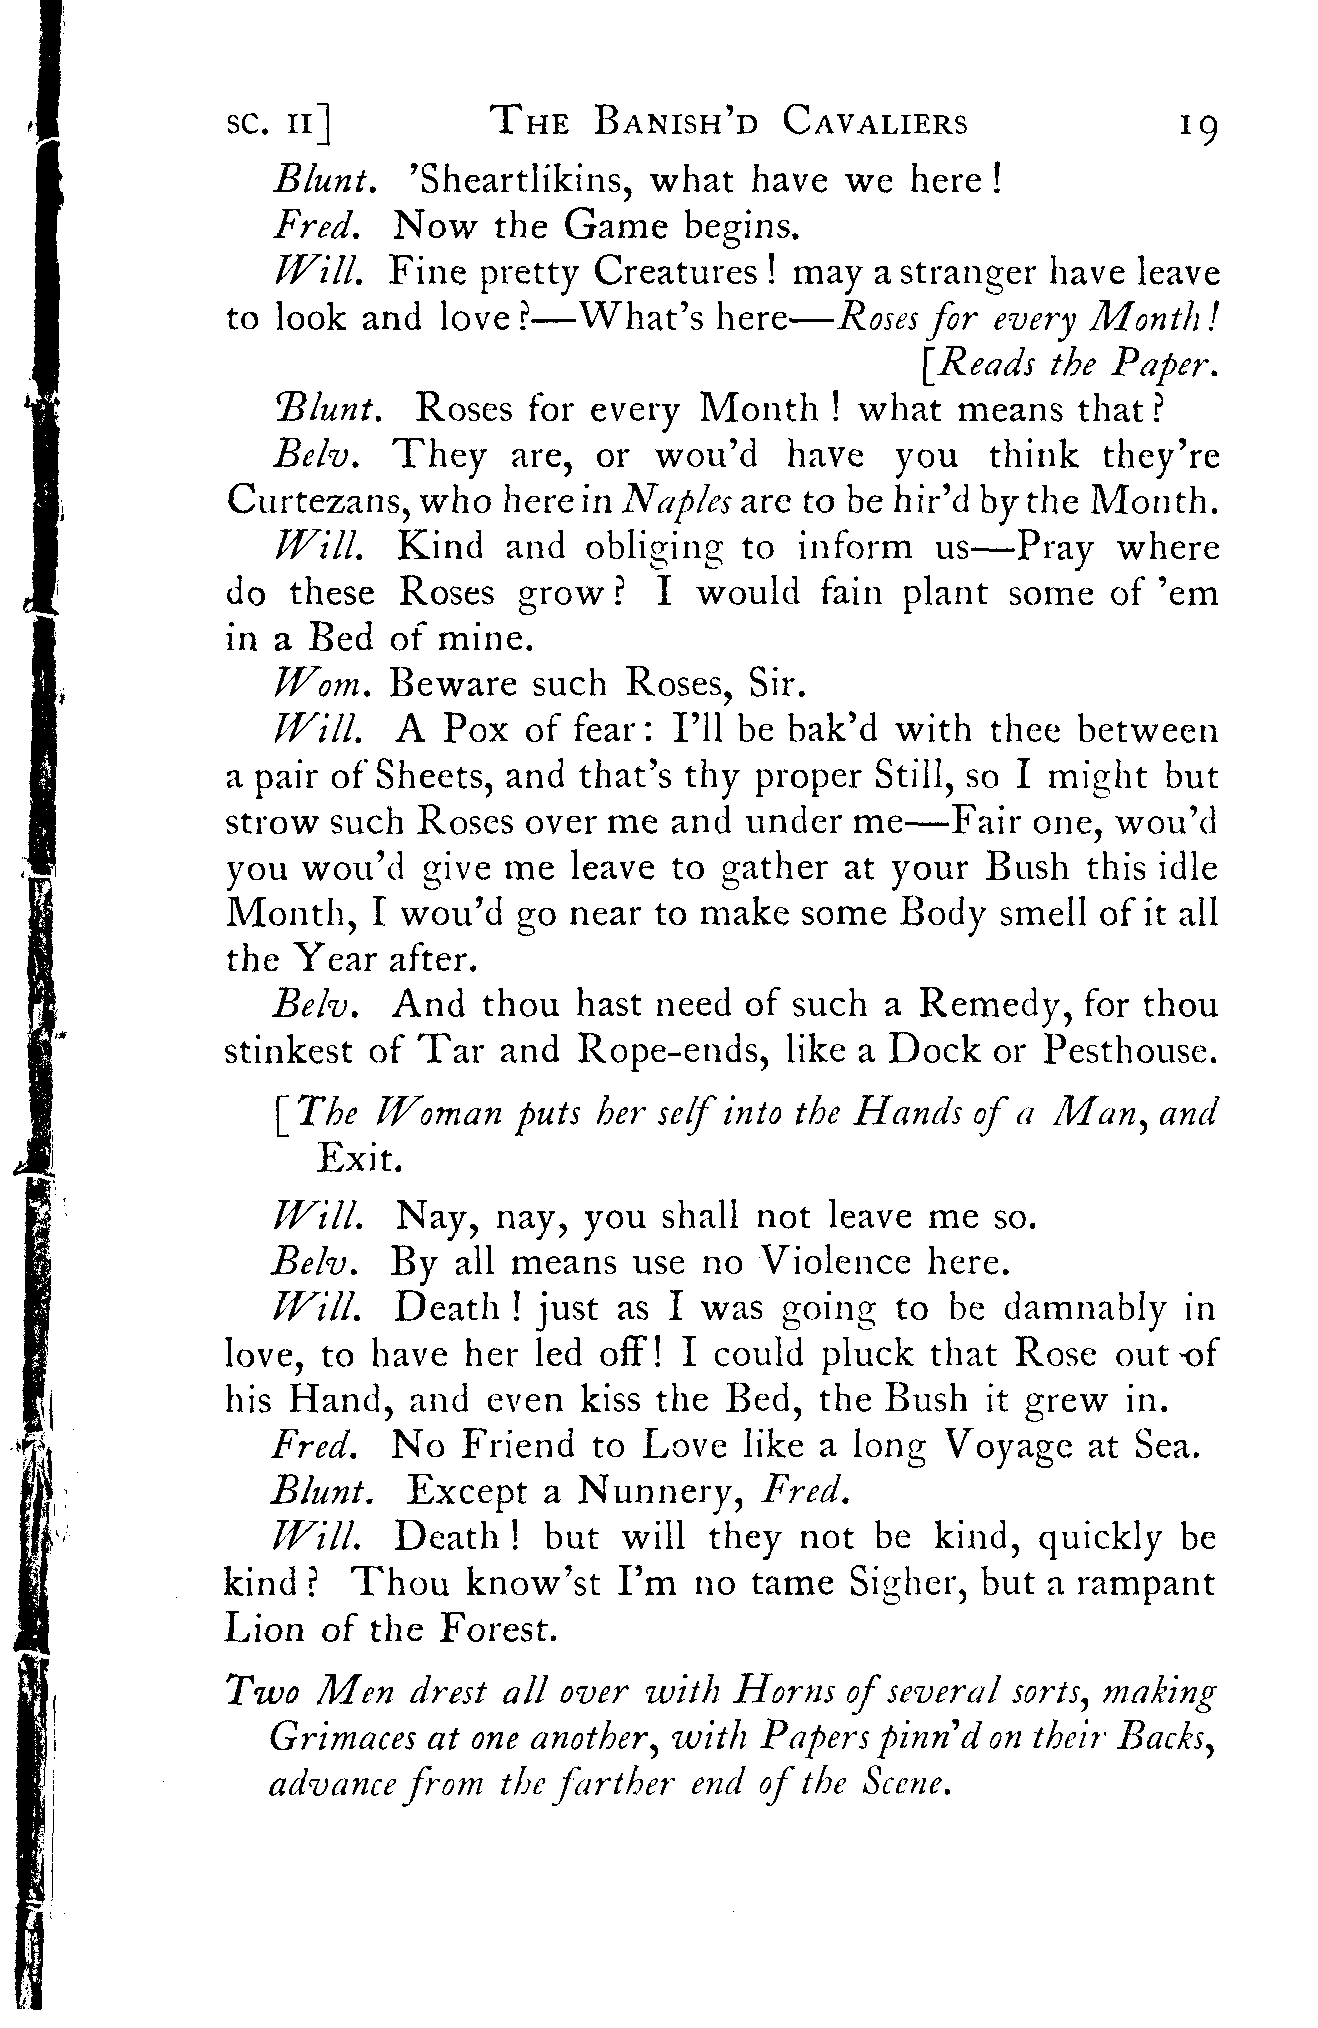 SC. II] THE BANISH'D CAVALIERS 19
Blunt. 'Sheartlikins, what have we here!
Fred. Now the Game begins.
Will. Fine pretty Creatures! may a stranger have leave
to look and love?—What's here—Roses for every Month!
[Reads the Paper.
Blunt. Roses for every Month! what means that?
Belv. They are, or wou'd have you think they're
Curtezans, who here in Naples are to be hir'd by the Month.
Will. Kind and obliging to inform us—Pray where
do these Roses grow? I would fain plant some of 'em
in a Bed of mine.
Wom. Beware such Roses, Sir.
Will. A Pox of fear: I'll be bak'd with thee between
a pair of Sheets, and that's thy proper Still, so I might but
strow such Roses over me and under me—Fair one, wou'd
you wou'd give me leave to gather at your Bush this idle
Month, I wou'd go near to make some Body smell of it all
the Year after.
Belv. And thou hast need of such a Remedy, for thou
stinkest of Tar and Rope-ends, like a Dock or Pesthouse.
[The Woman puts her self into the Hands of a Man, and
Exit.
Will. Nay, nay, you shall not leave me so.
Belv. By all means use no Violence here.
Will. Death! just as I was going to be damnably in
love, to have her led off! I could pluck that Rose out of
his Hand, and even kiss the Bed, the Bush it grew in.
Fred. No Friend to Love like a long Voyage at Sea.
Blunt. Except a Nunnery, Fred.
Will. Death! but will they not be kind, quickly be
kind? Thou know'st I'm no tame Sigher, but a rampant
Lion of the Forest.
Two Men drest all over with Horns of several sorts, making
Grimaces at one another, with Papers pinn'd on their Backs,
advance from the farther end of the Scene.